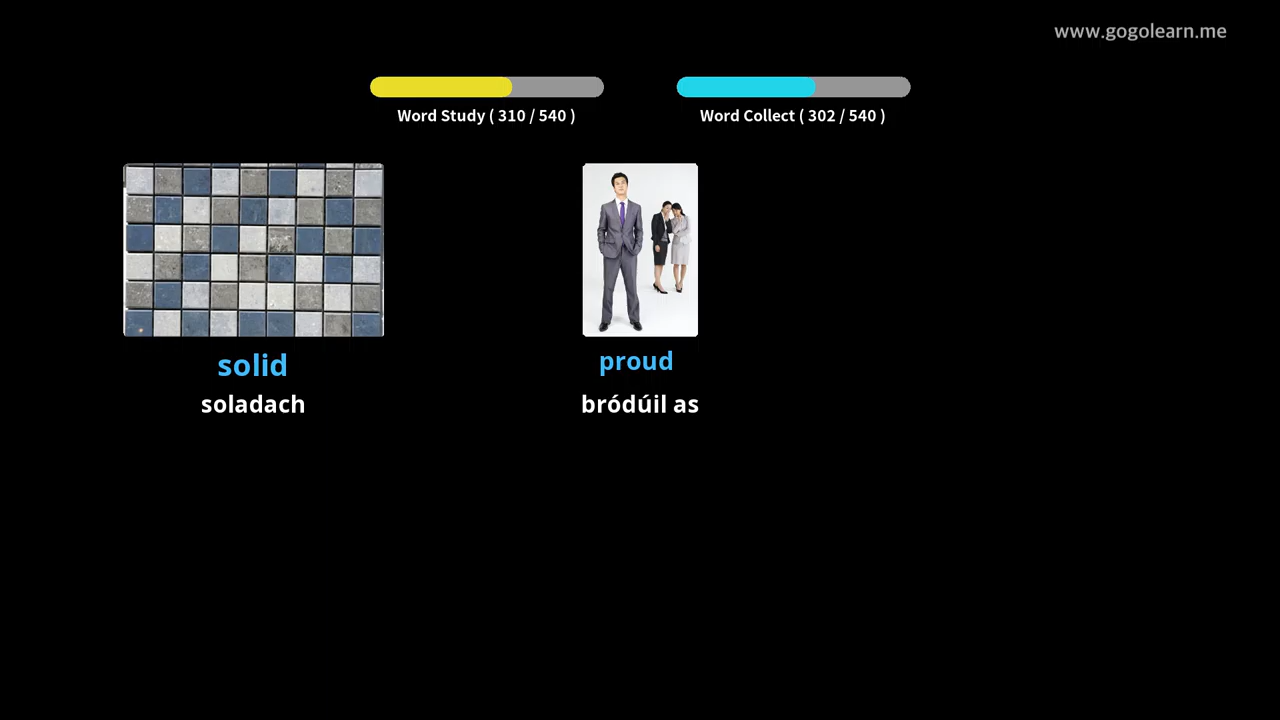 www.gogolearn.me
Word Study ( 310 / 540 )
Word Collect ( 302 / 540 )
solid
soladach
proud
bródúil as